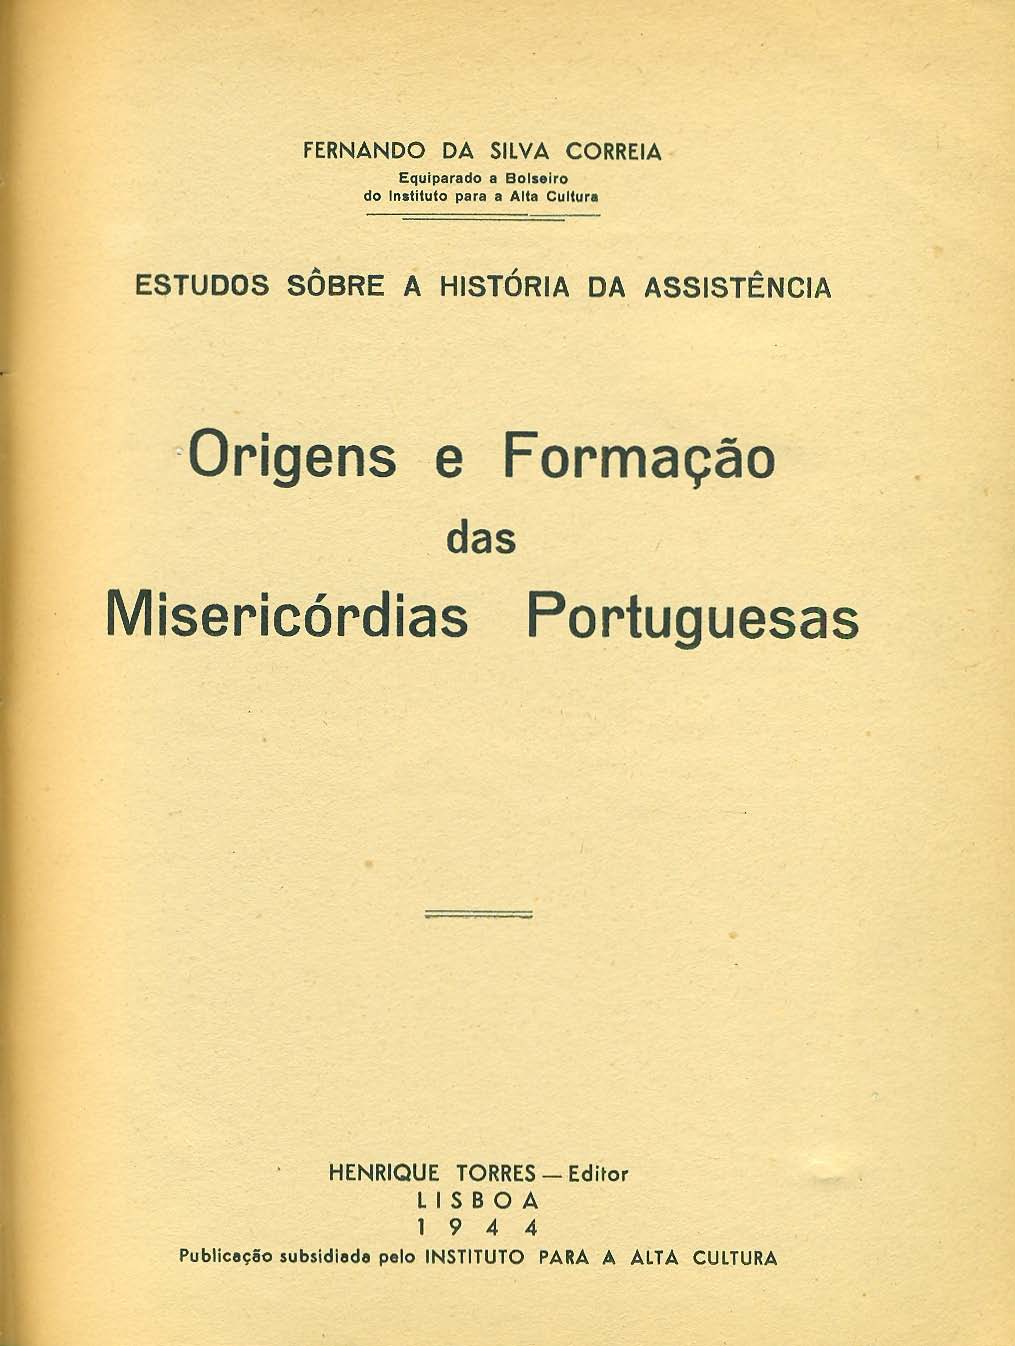 FERNANDO DA SILVA CORREIA
Equiparado a Bolseiro
do Instituto para a Alta Cultura
ESTUDOS SÔBRE A HISTÓRIA DA ASSISTÊNCIA
Origens e Formação
das
Misericórdias Portuguesas
HENRIQUE TORRES — Editor
LISBOA
1944
Publicação subsidiada pelo INSTITUTO PARA A ALTA CULTURA